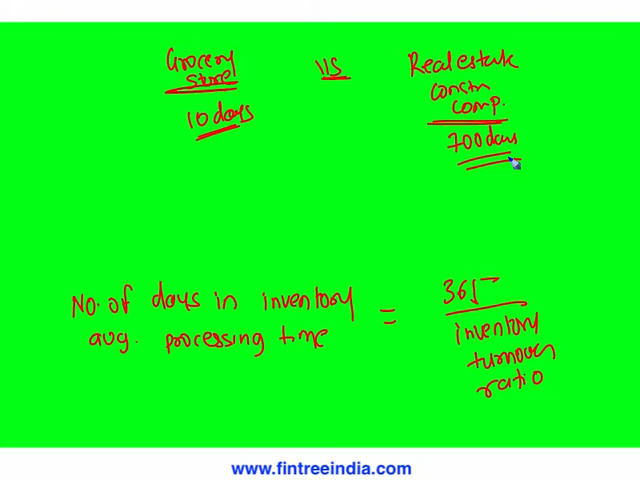 Grocery
store
10 days
v/s
Real estate
constn
comp.
700 days
No. of days in inventory
avg. processing time
=
365
inventory
turnover
ratio
www.fintreeindia.com